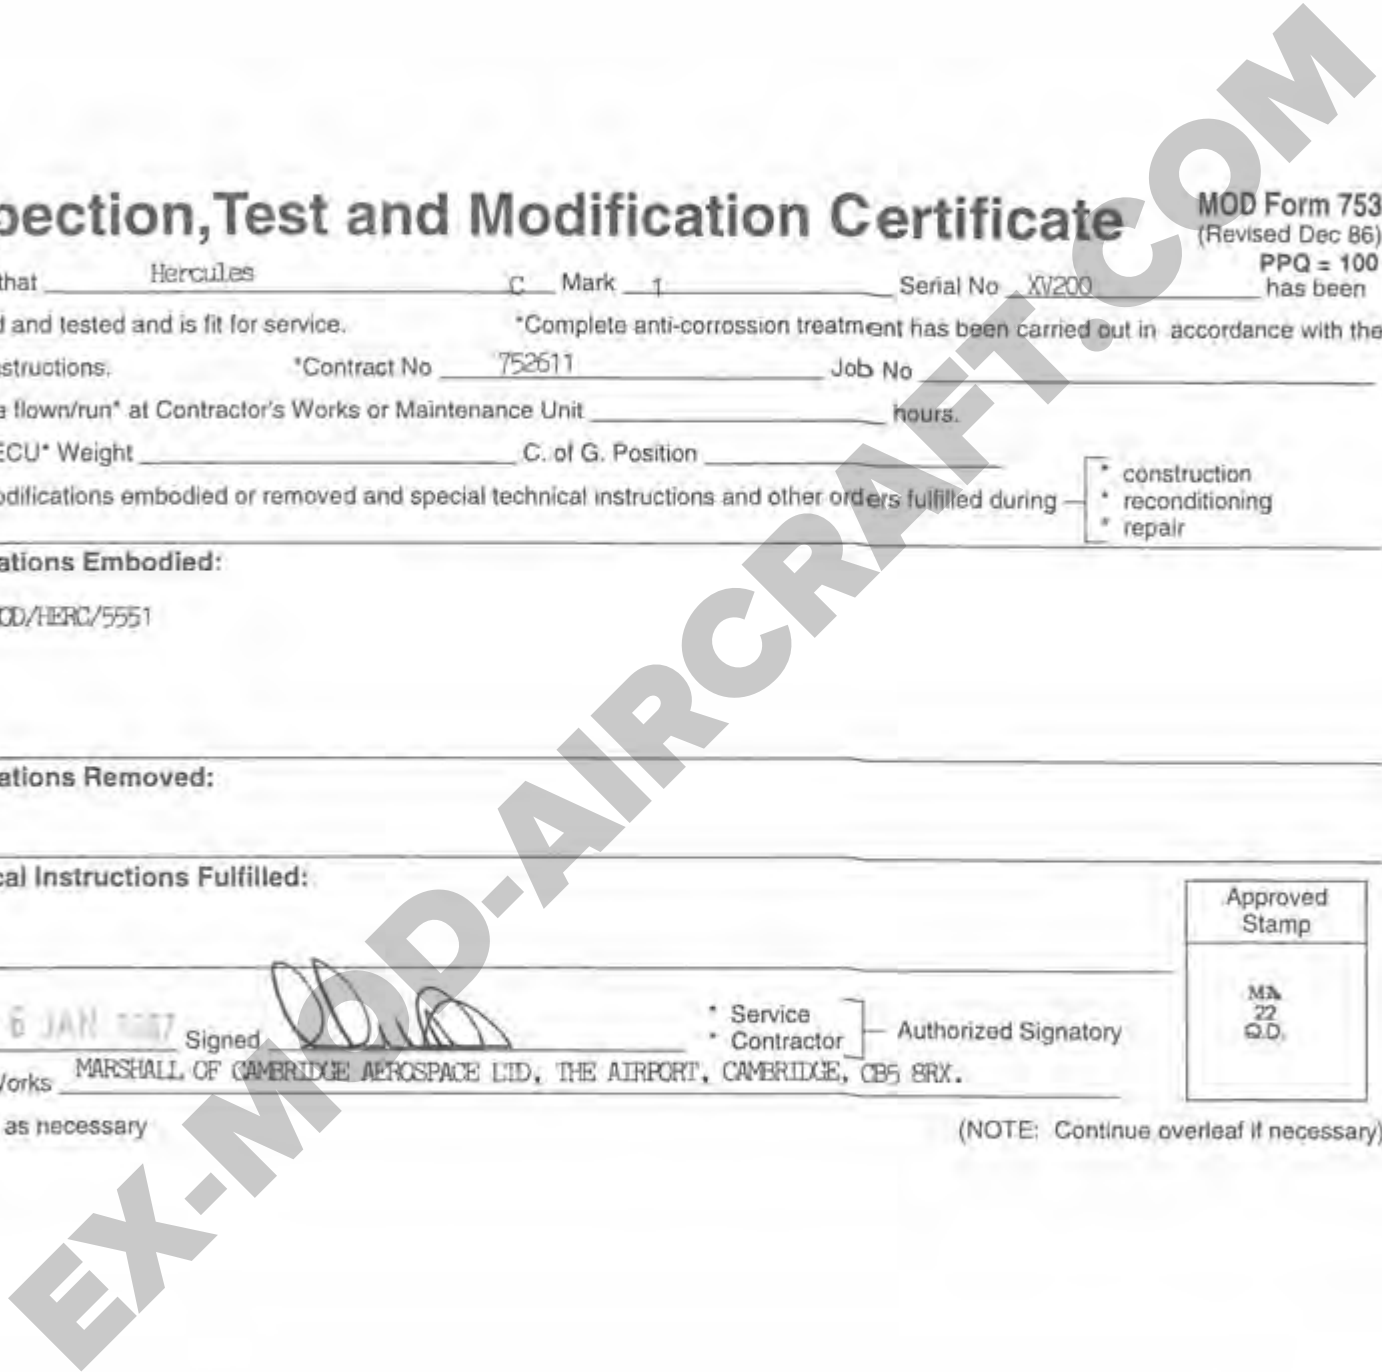 pection, Test and Modification Certificate
MOD Form 753
(Revised Dec 86)
PPQ = 100
that Hercules C Mark 1 Serial No XV200 has been
d and tested and is fit for service. *Complete anti-corrossion treatment has been carried out in accordance with the
structions. *Contract No 752611 Job No
e flown/run* at Contractor's Works or Maintenance Unit hours.
ECU* Weight C. of G. Position
odifications embodied or removed and special technical instructions and other orders fulfilled during
* construction
* reconditioning
* repair
ations Embodied:
OD/HERC/5551
ations Removed:
cal Instructions Fulfilled:
Approved
Stamp
MA
22
Q.D.
6 JAN Signed
* Service
* Contractor
Authorized Signatory
Works MARSHALL OF CAMBRIDGE AEROSPACE LTD, THE AIRPORT, CAMBRIDGE, CB5 8RX.
as necessary
(NOTE: Continue overleaf if necessary)
EX-MOD-AIRCRAFT.COM